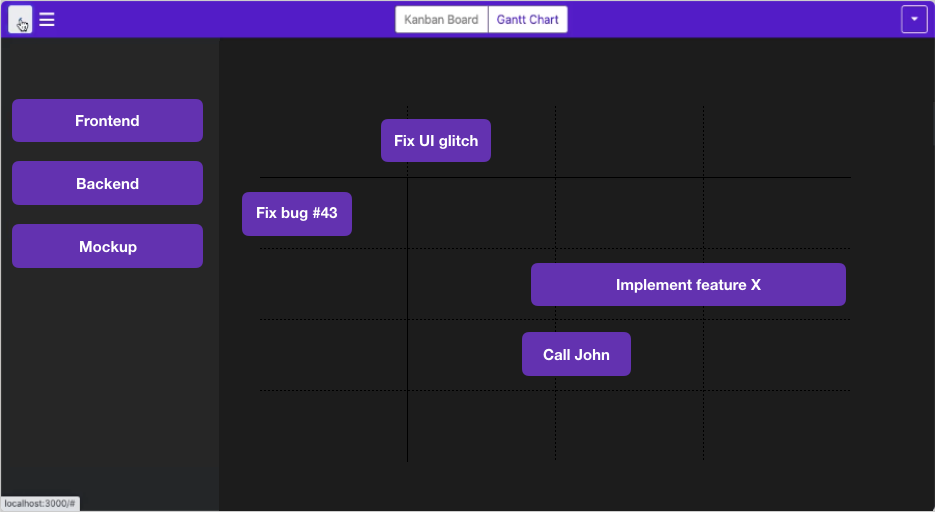 Kanban Board
Gantt Chart
Frontend
Backend
Mockup
Fix UI glitch
Fix bug #43
Implement feature X
Call John
localhost:3000/#